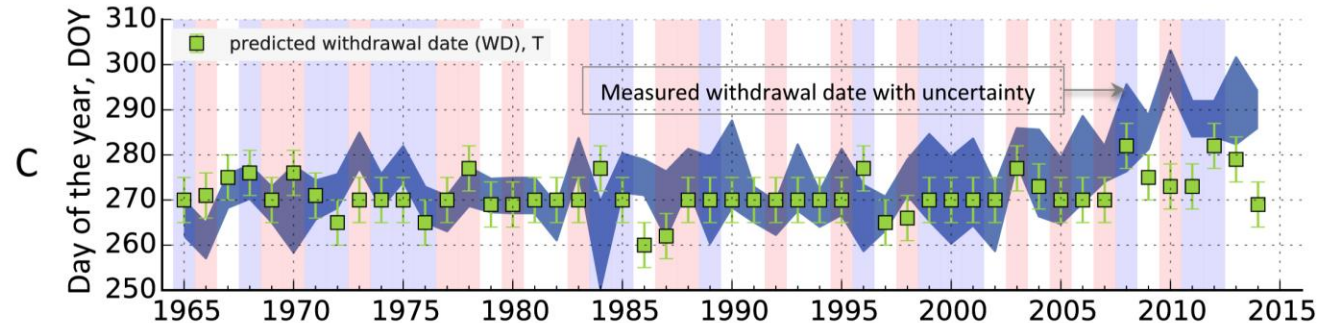 C
Day of the year, DOY
310
300
290
280
270
260
250
predicted withdrawal date (WD), T
Measured withdrawal date with uncertainty
1965 1970 1975 1980 1985 1990 1995 2000 2005 2010 2015